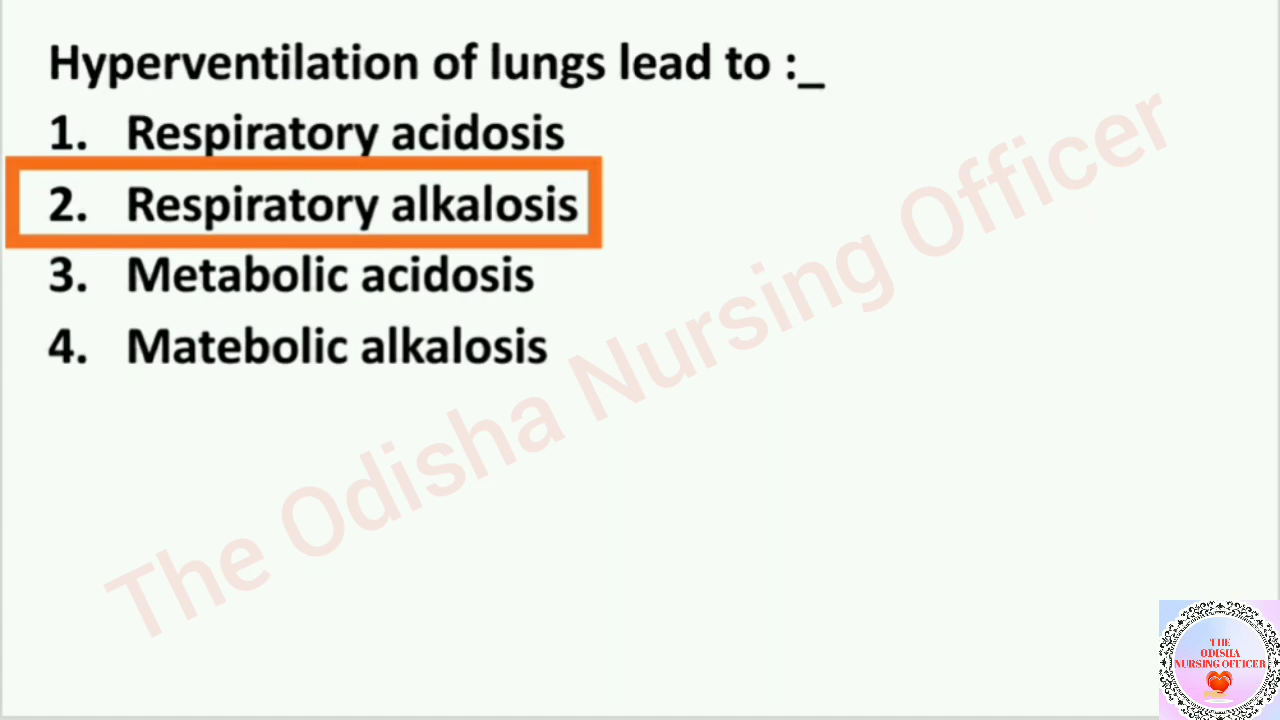 Hyperventilation of lungs lead to :_
1. Respiratory acidosis
2. Respiratory alkalosis
3. Metabolic acidosis
4. Matebolic alkalosis
The Odisha Nursing Officer
THE
ODISHA
NURSING OFFICER